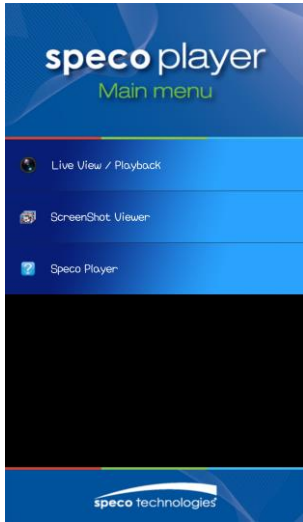 speco player
Main menu
Live View / Playback
ScreenShot Viewer
Speco Player
speco technologies